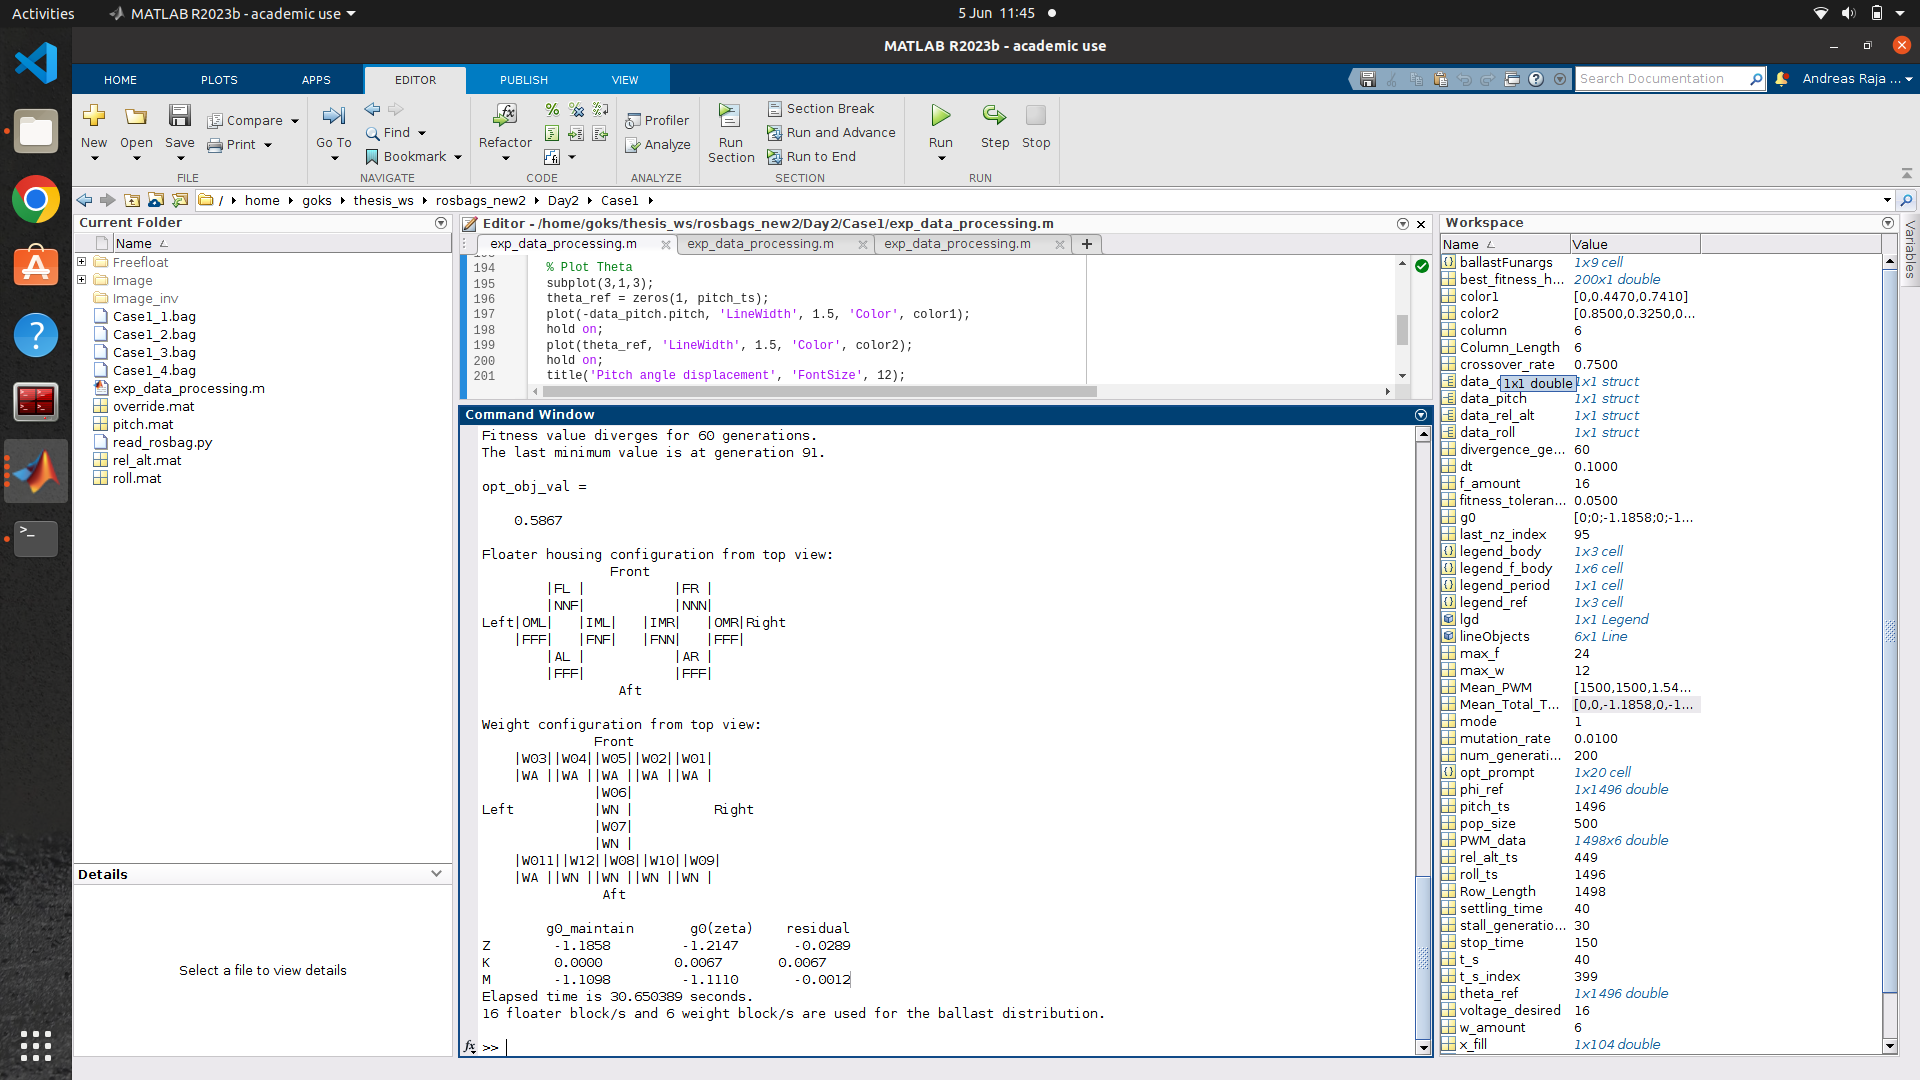 Activities
MATLAB R2023b - academic use
5 Jun 11:45
MATLAB R2023b - academic use
HOME PLOTS APPS EDITOR PUBLISH VIEW
Search Documentation
Andreas Raja ...
New
Open
Save
Compare
Print
FILE
Go To
Find
Bookmark
NAVIGATE
Refactor
CODE
Profiler
Analyze
ANALYZE
Run Section
Section Break
Run and Advance
Run to End
SECTION
Run
Step
Stop
RUN
/ home goks thesis_ws rosbags_new2 Day2 Case1
Current Folder
Name
Freefloat
Image
Image_inv
Case1_1.bag
Case1_2.bag
Case1_3.bag
Case1_4.bag
exp_data_processing.m
override.mat
pitch.mat
read_rosbag.py
rel_alt.mat
roll.mat
Details
Select a file to view details
Editor - /home/goks/thesis_ws/rosbags_new2/Day2/Case1/exp_data_processing.m
exp_data_processing.m exp_data_processing.m exp_data_processing.m
194 % Plot Theta
195 subplot(3,1,3);
196 theta_ref = zeros(1, pitch_ts);
197 plot(-data_pitch.pitch, 'LineWidth', 1.5, 'Color', color1);
198 hold on;
199 plot(theta_ref, 'LineWidth', 1.5, 'Color', color2);
200 hold on;
201 title('Pitch angle displacement', 'FontSize', 12);
Command Window
Fitness value diverges for 60 generations.
The last minimum value is at generation 91.
opt_obj_val =
0.5867
Floater housing configuration from top view:
Front
|FL | |FR |
|NNF| |NNN|
Left|OML| |IML| |IMR| |OMR|Right
|FFF| |FNF| |FNN| |FFF|
|AL | |AR |
|FFF| |FFF|
Aft
Weight configuration from top view:
Front
|W03||W04||W05||W02||W01|
|WA ||WA ||WA ||WA ||WA |
|W06|
Left |WN | Right
|W07|
|WN |
|W011||W12||W08||W10||W09|
|WA ||WN ||WN ||WN ||WN |
Aft
g0_maintain g0(zeta) residual
Z -1.1858 -1.2147 -0.0289
K 0.0000 0.0067 0.0067
M -1.1098 -1.1110 -0.0012
Elapsed time is 30.650389 seconds.
16 floater block/s and 6 weight block/s are used for the ballast distribution.
fx >>
Workspace
Name Value
ballastFunargs 1x9 cell
best_fitness_h... 200x1 double
color1 [0,0.4470,0.7410]
color2 [0.8500,0.3250,0...
column 6
Column_Length 6
crossover_rate 0.7500
1x1 double
1x1 struct
data_pitch 1x1 struct
data_rel_alt 1x1 struct
data_roll 1x1 struct
divergence_ge... 60
dt 0.1000
f_amount 16
fitness_toleran... 0.0500
g0 [0;0;-1.1858;0;-1...
last_nz_index 95
legend_body 1x3 cell
legend_f_body 1x6 cell
legend_period 1x1 cell
legend_ref 1x3 cell
lgd 1x1 Legend
lineObjects 6x1 Line
max_f 24
max_w 12
Mean_PWM [1500,1500,1.54...
Mean_Total_T... [0,0,-1.1858,0,-1...
mode 1
mutation_rate 0.0100
num_generati... 200
opt_prompt 1x20 cell
phi_ref 1x1496 double
pitch_ts 1496
pop_size 500
PWM_data 1498x6 double
rel_alt_ts 449
roll_ts 1496
Row_Length 1498
settling_time 40
stall_generatio... 30
stop_time 150
t_s 40
t_s_index 399
theta_ref 1x1496 double
voltage_desired 16
w_amount 6
x_fill 1x104 double
Variables